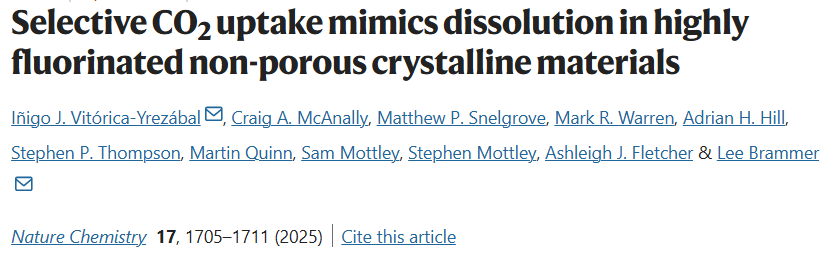 Selective CO₂ uptake mimics dissolution in highly
fluorinated non-porous crystalline materials
Iñigo J. Vitórica-Yrezábal, Craig A. McAnally, Matthew P. Snelgrove, Mark R. Warren, Adrian H. Hill,
Stephen P. Thompson, Martin Quinn, Sam Mottley, Stephen Mottley, Ashleigh J. Fletcher & Lee Brammer
Nature Chemistry 17, 1705–1711 (2025) | Cite this article